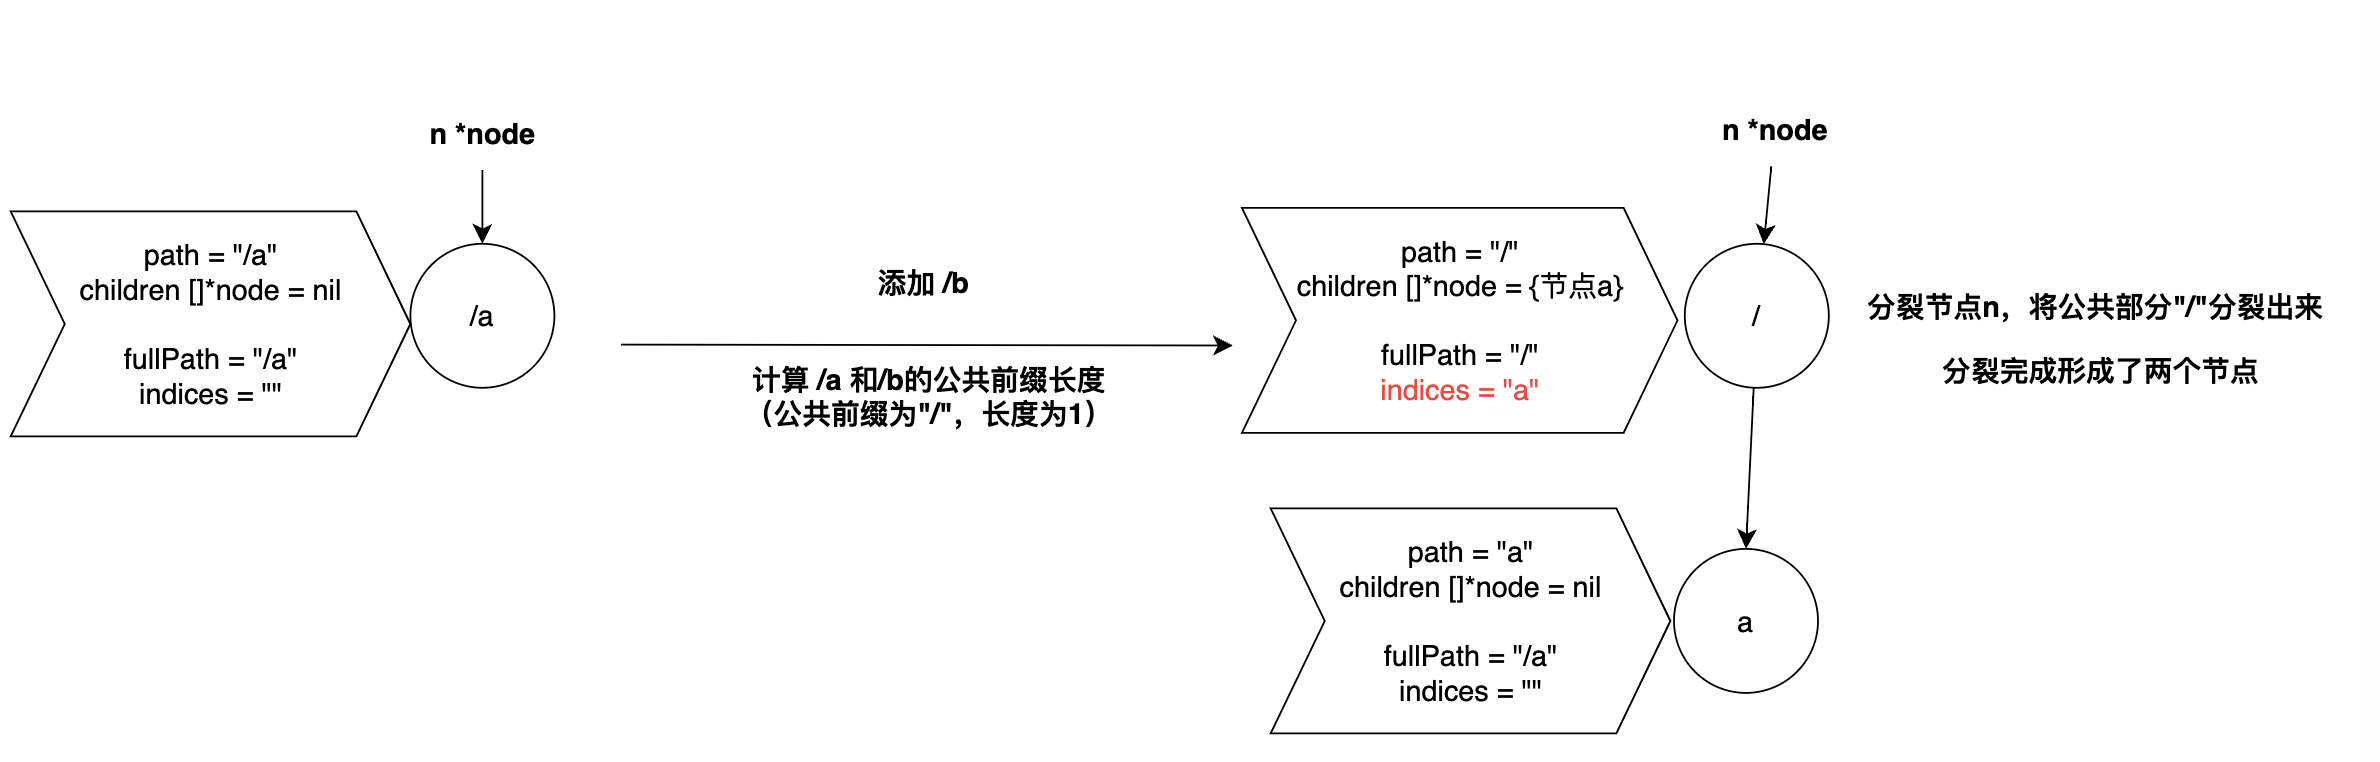 n *node
path = "/a"
children []*node = nil
fullPath = "/a"
indices = ""
/a
添加 /b
计算 /a 和/b的公共前缀长度
（公共前缀为"/"，长度为1）
n *node
path = "/"
children []*node = {节点a}
fullPath = "/"
indices = "a"
/
分裂节点n，将公共部分"/"分裂出来
分裂完成形成了两个节点
path = "a"
children []*node = nil
fullPath = "/a"
indices = ""
a